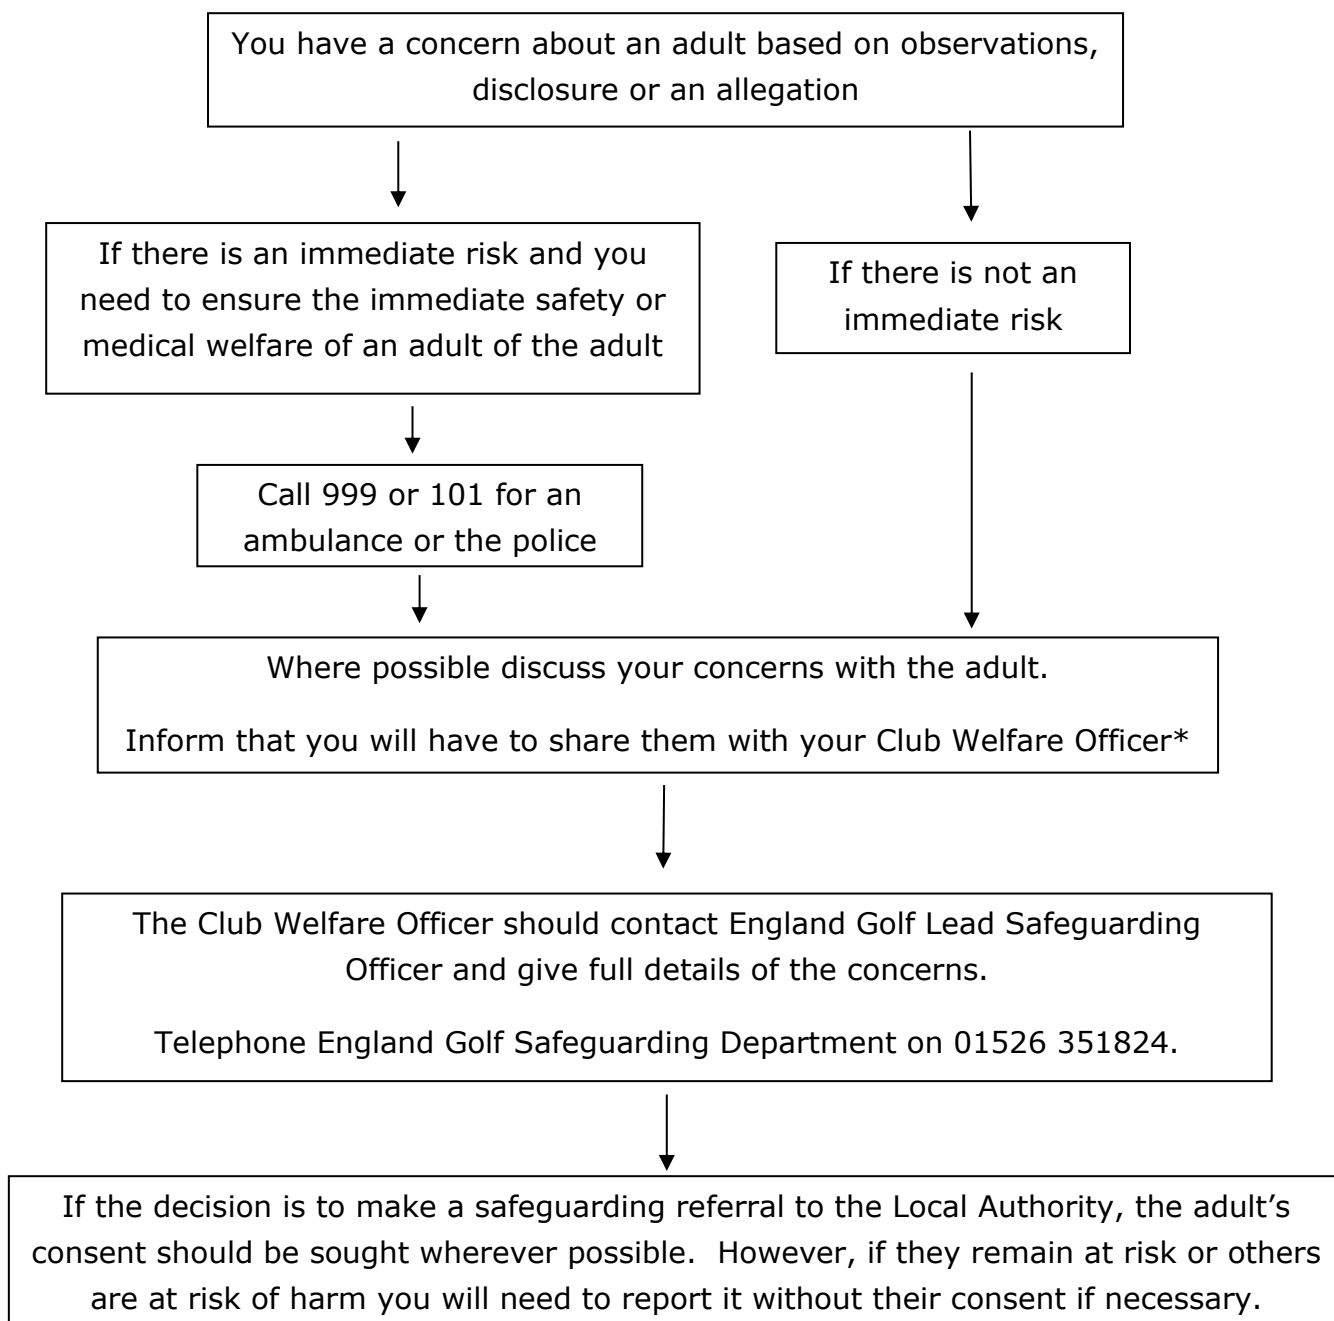 You have a concern about an adult based on observations,
disclosure or an allegation
If there is an immediate risk and you
need to ensure the immediate safety or
medical welfare of an adult of the adult
If there is not an
immediate risk
Call 999 or 101 for an
ambulance or the police
Where possible discuss your concerns with the adult.
Inform that you will have to share them with your Club Welfare Officer*
The Club Welfare Officer should contact England Golf Lead Safeguarding
Officer and give full details of the concerns.
Telephone England Golf Safeguarding Department on 01526 351824.
If the decision is to make a safeguarding referral to the Local Authority, the adult’s
consent should be sought wherever possible.  However, if they remain at risk or others
are at risk of harm you will need to report it without their consent if necessary.